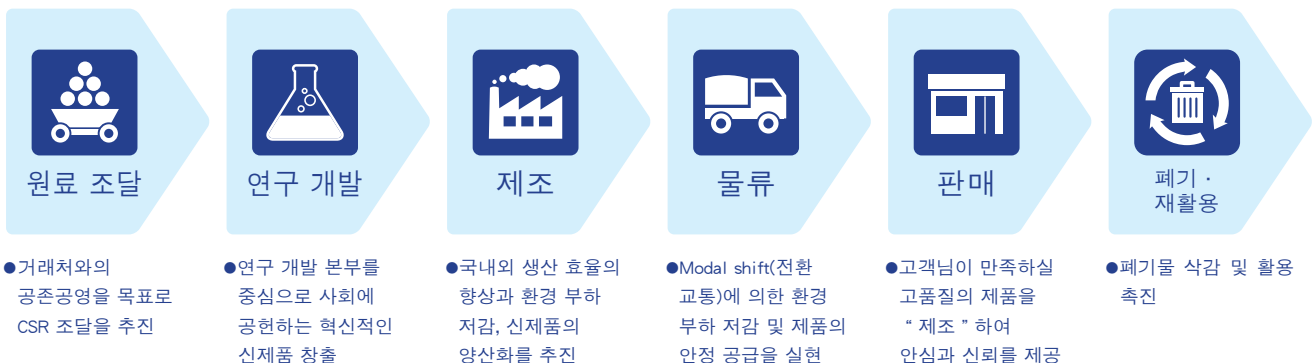 원료 조달
연구 개발
제조
물류
판매
폐기 ·
재활용
●거래처와의
공존공영을 목표로
CSR 조달을 추진
●연구 개발 본부를
중심으로 사회에
공헌하는 혁신적인
신제품 창출
●국내외 생산 효율의
향상과 환경 부하
저감, 신제품의
양산화를 추진
●Modal shift(전환
교통)에 의한 환경
부하 저감 및 제품의
안정 공급을 실현
●고객님이 만족하실
고품질의 제품을
“ 제조 ” 하여
안심과 신뢰를 제공
●폐기물 삭감 및 활용
촉진